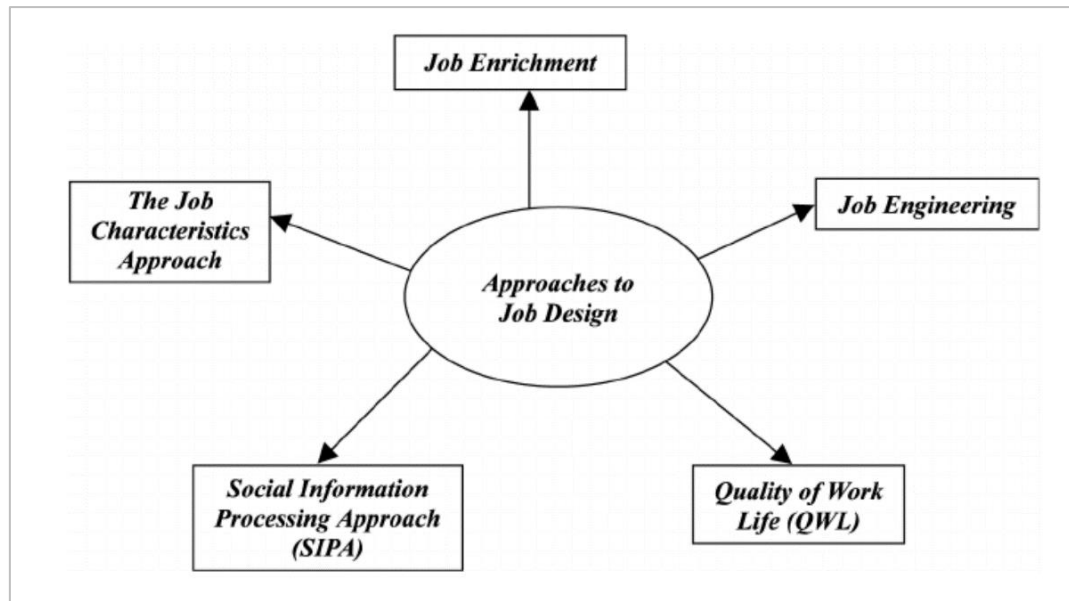 Job Enrichment
The Job
Characteristics
Approach
Job Engineering
Approaches to
Job Design
Social Information
Processing Approach
(SIPA)
Quality of Work
Life (QWL)